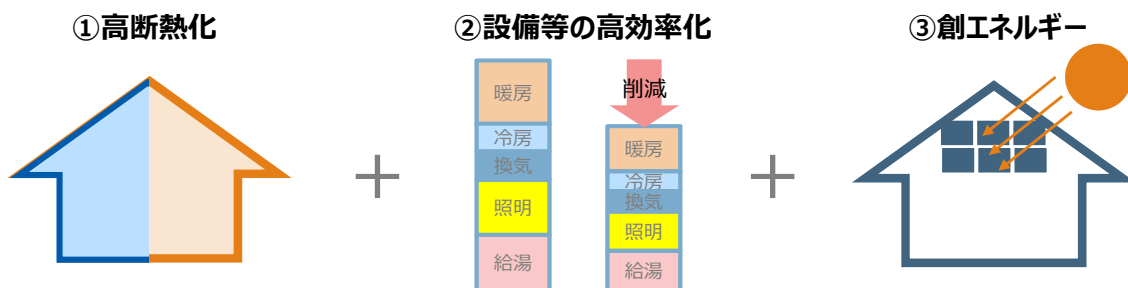 ①高断熱化
＋
②設備等の高効率化
暖房
冷房
換気
照明
給湯
削減
暖房
冷房
換気
照明
給湯
＋
③創エネルギー